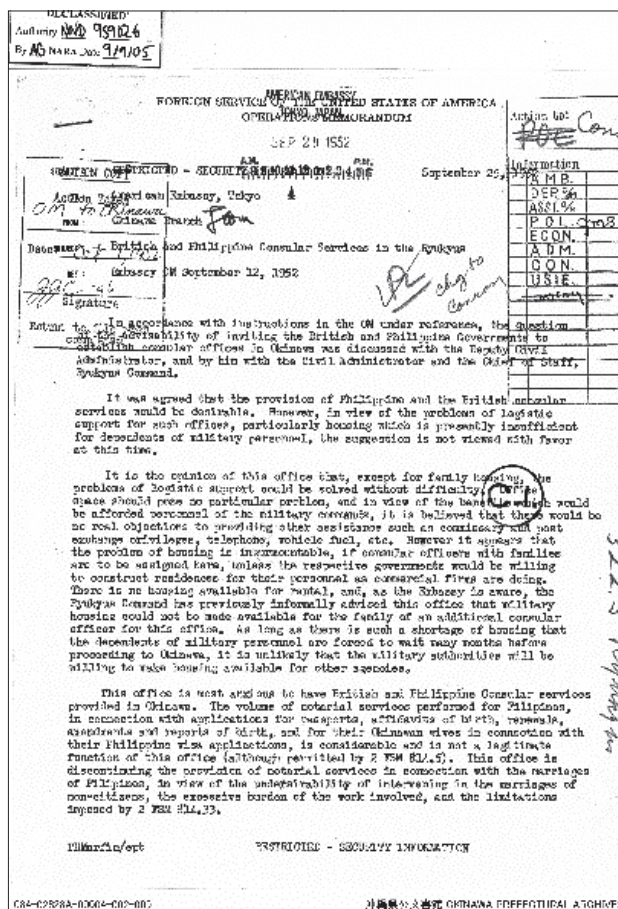 DECLASSIFIED
Authority NND 959026
By AG NARA Date 9/9/05
AMERICAN EMBASSY
TOKYO JAPAN
FOREIGN SERVICE OF THE UNITED STATES OF AMERICA
OPERATIONS MEMORANDUM
SEP 29 1952
Action to:
POE
Information
A.M.B.
POL.
ECON.
ADM.
CON.
USIE
RESTRICTED - SECURITY
September 29,
American Embassy, Tokyo
OM to Okinawa
FROM: Okinawa Branch
British and Philippine Consular Services in the Ryukyus
REF: Embassy OM September 12, 1952
Signature
In accordance with instructions in the OM under reference, the question
of the advisability of inviting the British and Philippine Governments to
establish consular offices in Okinawa was discussed with the Deputy Civil
Administrator, and by him with the Civil Administrator and the Chief of Staff,
Ryukyus Command.
It was agreed that the provision of Philippine and the British consular
services would be desirable. However, in view of the problems of logistic
support for such offices, particularly housing which is presently insufficient
for dependents of military personnel, the suggestion is not viewed with favor
at this time.
It is the opinion of this office that, except for family housing, the
problems of logistic support could be solved without difficulty. Office
space should pose no particular problem, and in view of the benefits which would
be afforded personnel of the military commands, it is believed that there would be
no real objections to providing other assistance such as commissary and post
exchange privileges, telephone, vehicle fuel, etc. However it appears that
the problem of housing is insurmountable, if consular officers with families
are to be assigned here, unless the respective governments would be willing
to construct residences for their personnel as commercial firms are doing.
There is no housing available for rental, and, as the Embassy is aware, the
Ryukyus Command has previously informally advised this office that military
housing could not be made available for the family of an additional consular
officer for this office. As long as there is such a shortage of housing that
the dependents of military personnel are forced to wait many months before
proceeding to Okinawa, it is unlikely that the military authorities will be
willing to make housing available for other agencies.
This office is most anxious to have British and Philippine Consular services
provided in Okinawa. The volume of notarial services performed for Filipinos,
in connection with applications for passports, affidavits of birth, renewals,
amendments and reports of birth, and for their Okinawan wives in connection with
their Philippine visa applications, is considerable and is not a legitimate
function of this office (although permitted by 2 FSM 814.5). This office is
discontinuing the provision of notarial services in connection with the marriages
of Filipinos, in view of the undesirability of intervening in the marriages of
non-citizens, the excessive burden of the work involved, and the limitations
imposed by 2 FSM 814.33.
RESTRICTED - SECURITY INFORMATION
沖縄県公文書館 OKINAWA PREFECTURAL ARCHIVES